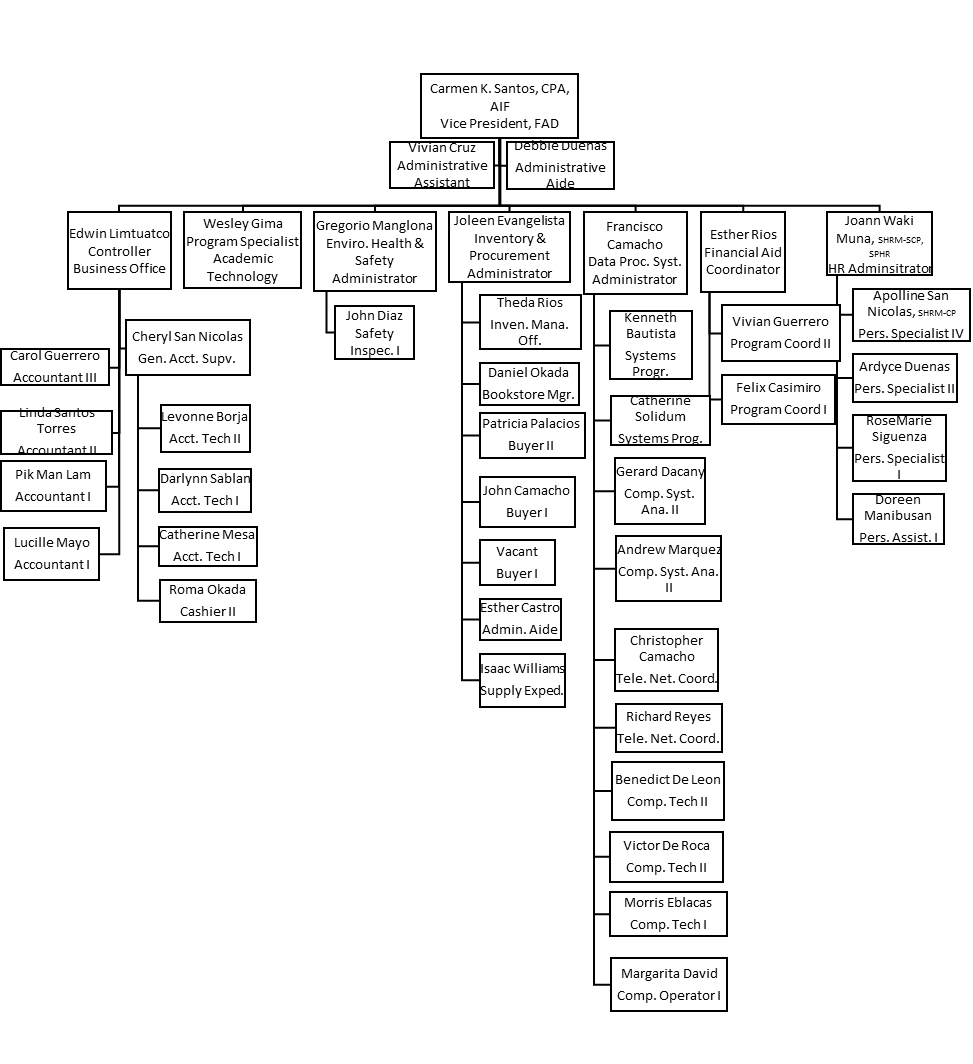 Carmen K. Santos, CPA,
AIF
Vice President, FAD
Vivian Cruz
Administrative
Assistant
Debbie Duenas
Administrative
Aide
Edwin Limtuatco
Controller
Business Office
Wesley Gima
Program Specialist
Academic
Technology
Gregorio Manglona
Enviro. Health &
Safety
Administrator
Joleen Evangelista
Inventory &
Procurement
Administrator
Francisco
Camacho
Data Proc. Syst.
Administrator
Esther Rios
Financial Aid
Coordinator
Joann Waki
Muna, SHRM-SCP,
SPHR
HR Adminsitrator
Cheryl San Nicolas
Gen. Acct. Supv.
Carol Guerrero
Accountant III
Linda Santos
Torres
Accountant II
Pik Man Lam
Accountant I
Lucille Mayo
Accountant I
Levonne Borja
Acct. Tech II
Darlynn Sablan
Acct. Tech I
Catherine Mesa
Acct. Tech I
Roma Okada
Cashier II
John Diaz
Safety
Inspec. I
Theda Rios
Inven. Mana.
Off.
Daniel Okada
Bookstore Mgr.
Patricia Palacios
Buyer II
John Camacho
Buyer I
Vacant
Buyer I
Esther Castro
Admin. Aide
Isaac Williams
Supply Exped.
Kenneth
Bautista
Systems
Progr.
Catherine
Solidum
Systems Prog.
Gerard Dacany
Comp. Syst.
Ana. II
Andrew Marquez
Comp. Syst. Ana.
II
Christopher
Camacho
Tele. Net. Coord.
Richard Reyes
Tele. Net. Coord.
Benedict De Leon
Comp. Tech II
Victor De Roca
Comp. Tech II
Morris Eblacas
Comp. Tech I
Margarita David
Comp. Operator I
Vivian Guerrero
Program Coord II
Felix Casimiro
Program Coord I
Apolline San
Nicolas, SHRM-CP
Pers. Specialist IV
Ardyce Duenas
Pers. Specialist II
RoseMarie
Siguenza
Pers. Specialist
I
Doreen
Manibusan
Pers. Assist. I